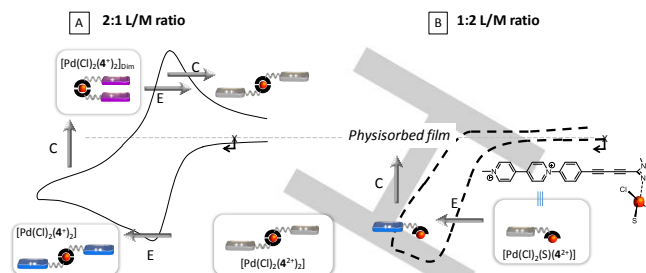 A 2:1 L/M ratio
B 1:2 L/M ratio
[Pd(Cl)₂(4⁺)₂]Dim
C
E
C
X
Physisorbed film
X
C
C
E
N
⊕
N
⊕
N
N
Cl
S
[Pd(Cl)₂(4⁺)₂]
E
[Pd(Cl)₂(4²⁺)₂]
[Pd(Cl)₂(S)(4²⁺)]